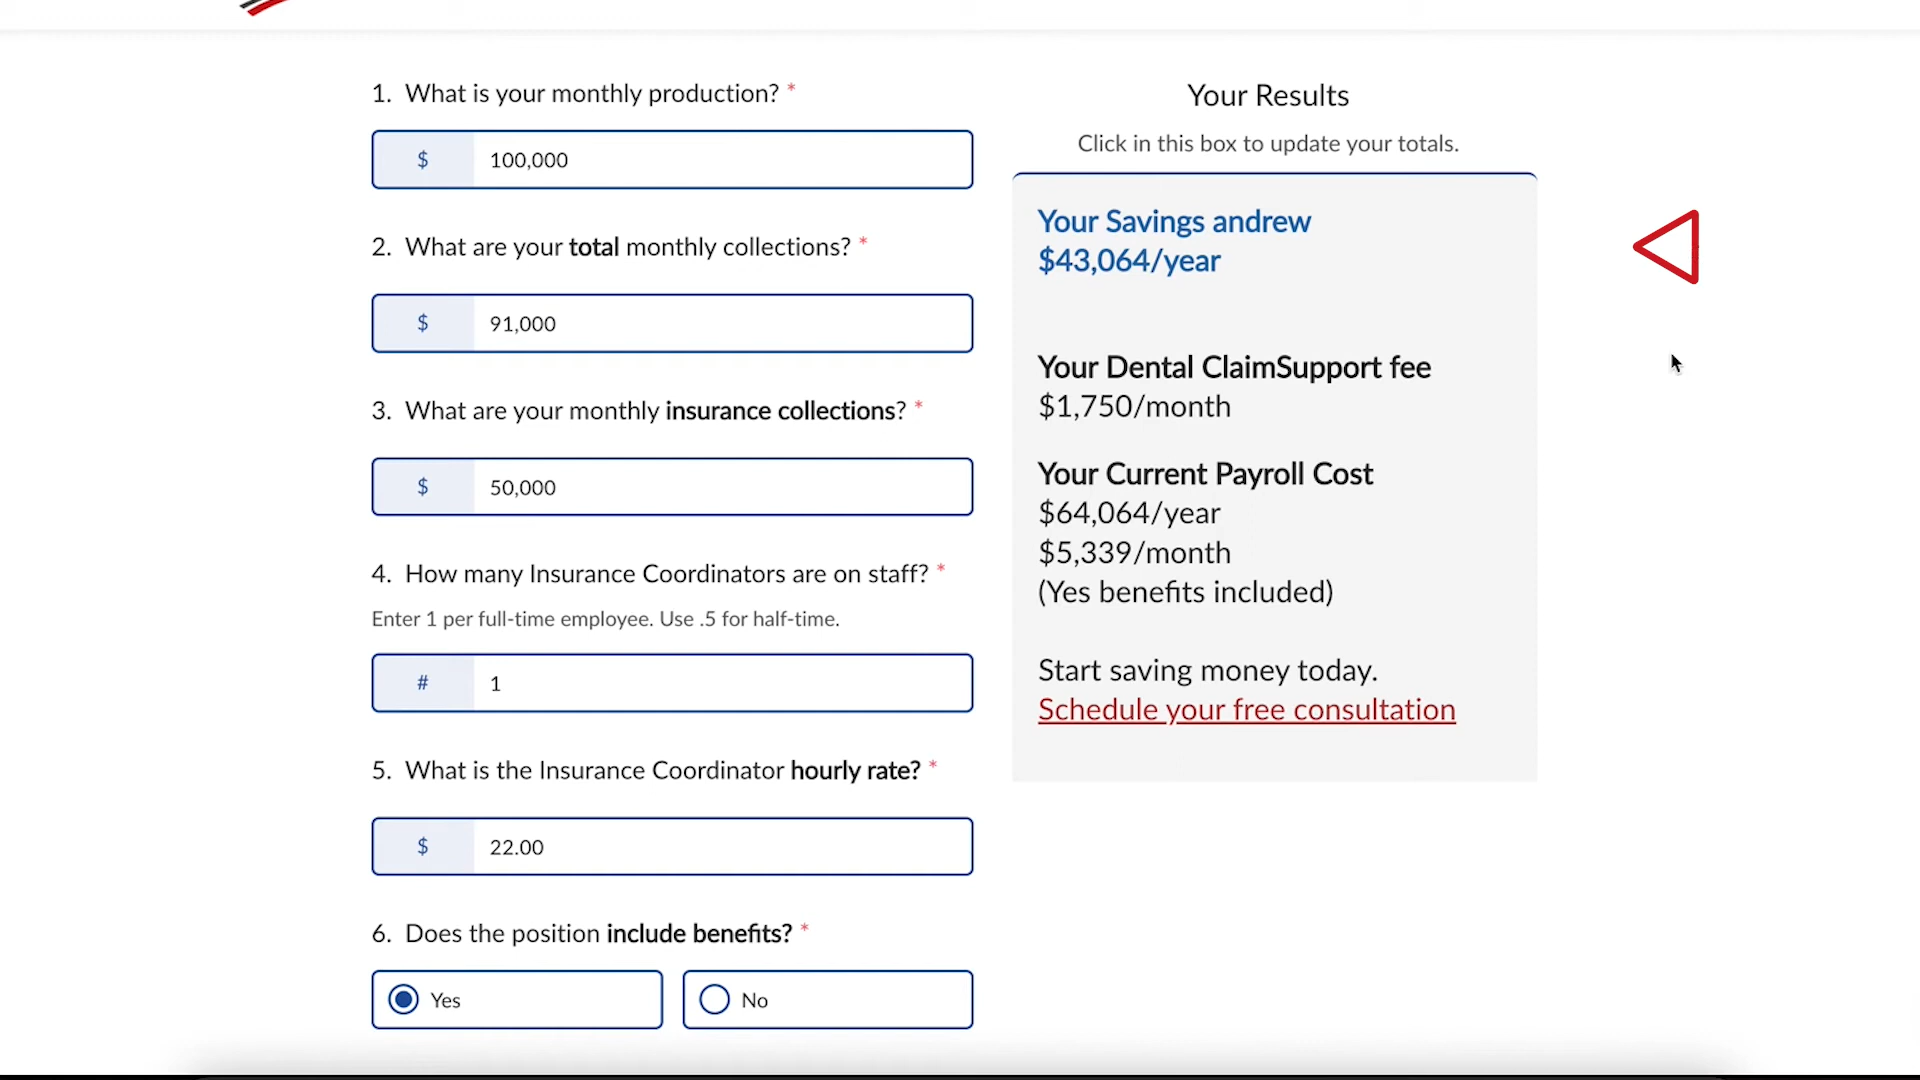 1. What is your monthly production? *
$ 100,000
2. What are your total monthly collections? *
$ 91,000
3. What are your monthly insurance collections? *
$ 50,000
4. How many Insurance Coordinators are on staff? *
Enter 1 per full-time employee. Use .5 for half-time.
# 1
5. What is the Insurance Coordinator hourly rate? *
$ 22.00
6. Does the position include benefits? *
Yes No
Your Results
Click in this box to update your totals.
Your Savings andrew
$43,064/year
Your Dental ClaimSupport fee
$1,750/month
Your Current Payroll Cost
$64,064/year
$5,339/month
(Yes benefits included)
Start saving money today.
Schedule your free consultation